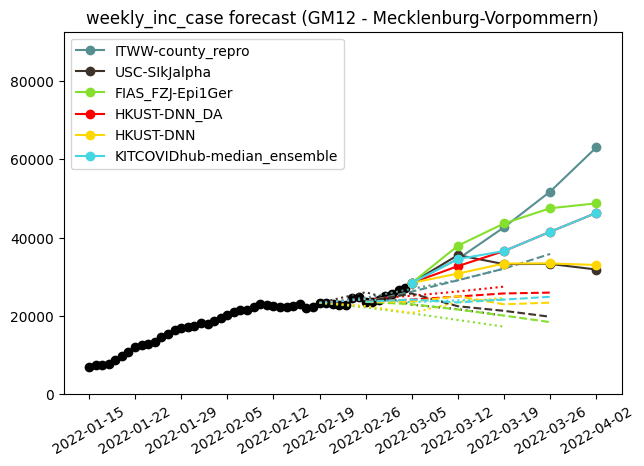 weekly_inc_case forecast (GM12 - Mecklenburg-Vorpommern)
ITWW-county_repro
USC-SIkJalpha
FIAS_FZJ-Epi1Ger
HKUST-DNN_DA
HKUST-DNN
KITCOVIDhub-median_ensemble
80000
60000
40000
20000
0
2022-01-15
2022-01-22
2022-01-29
2022-02-05
2022-02-12
2022-02-19
2022-02-26
2022-03-05
2022-03-12
2022-03-19
2022-03-26
2022-04-02